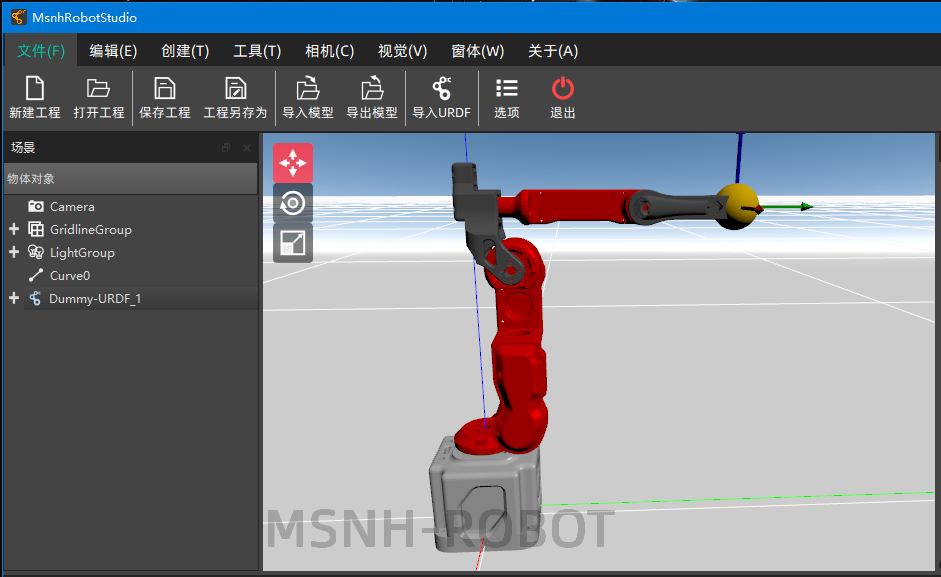 MsnhRobotStudio
文件(F) 编辑(E) 创建(T) 工具(T) 相机(C) 视觉(V) 窗体(W) 关于(A)
新建工程 打开工程 保存工程 工程另存为 导入模型 导出模型 导入URDF 选项 退出
场景
物体对象
Camera
GridlineGroup
LightGroup
Curve0
Dummy-URDF_1
MSNH-ROBOT